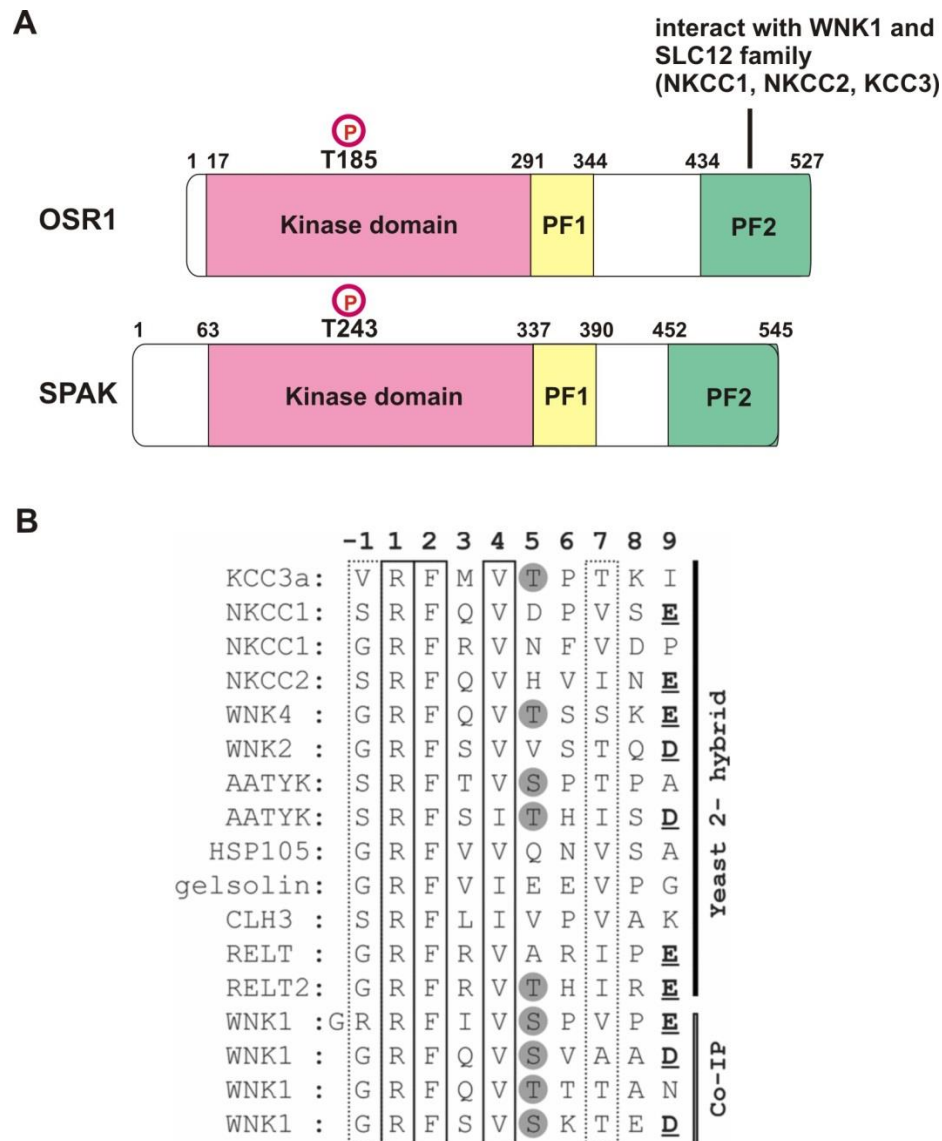 A
interact with WNK1 and
SLC12 family
(NKCC1, NKCC2, KCC3)
P
1 17 T185 291 344 434 527
OSR1 Kinase domain PF1 PF2
P
1 63 T243 337 390 452 545
SPAK Kinase domain PF1 PF2
B
-1 1 2 3 4 5 6 7 8 9
KCC3a: V R F M V T P T K I
NKCC1: S R F Q V D P V S E
NKCC1: G R F R V N F V D P
NKCC2: S R F Q V H V I N E
WNK4 : G R F Q V T S S K E
WNK2 : G R F S V V S T Q D
AATYK: S R F T V S P T P A
AATYK: S R F S I T H I S D
HSP105: G R F V V Q N V S A
gelsolin: G R F V I E E V P G
CLH3 : S R F L I V P V A K
RELT : G R F R V A R I P E
RELT2: G R F R V T H I R E
WNK1 :G R R F I V S P V P E
WNK1 : G R F Q V S V A A D
WNK1 : G R F Q V T T T A N
WNK1 : G R F S V S K T E D
Yeast 2- hybrid
Co-IP